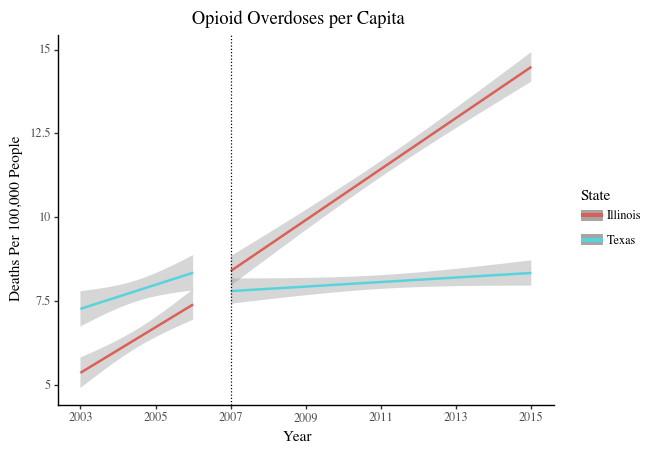 Opioid Overdoses per Capita
Deaths Per 100,000 People
15
12.5
10
7.5
5
2003 2005 2007 2009 2011 2013 2015
Year
State
Illinois
Texas